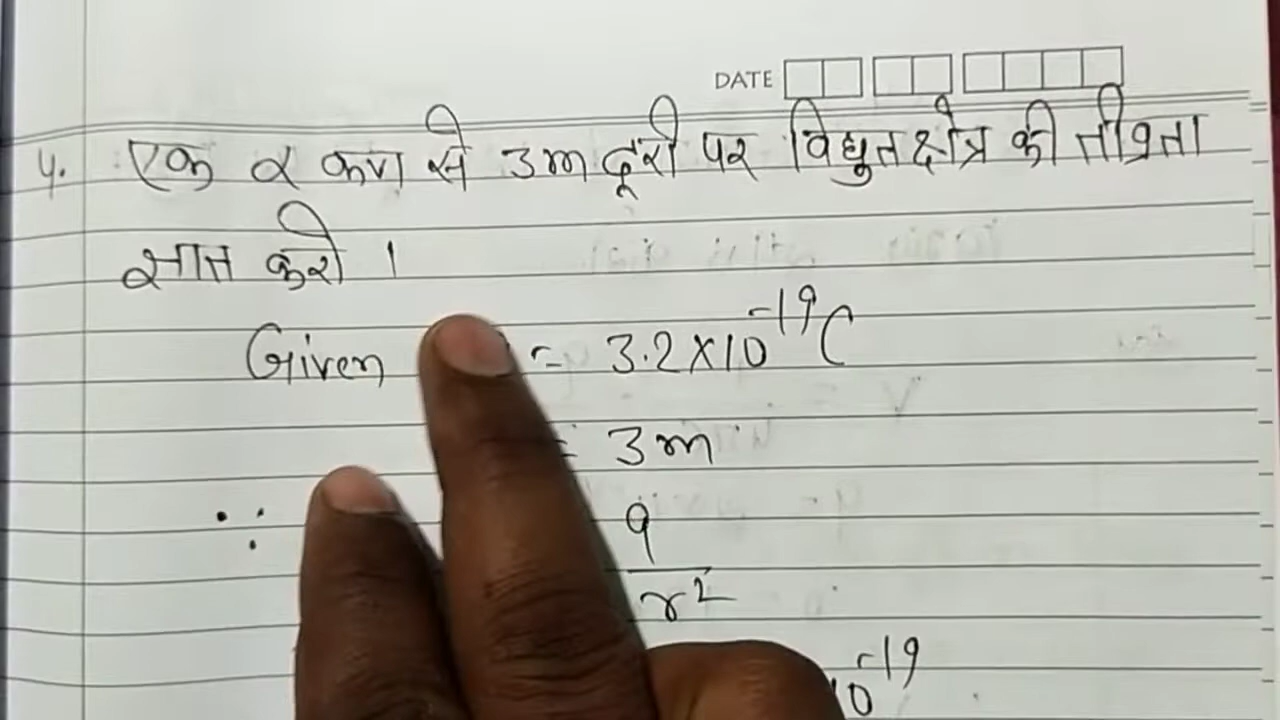 DATE
4. एक α कण से 3m दूरी पर विधुत क्षेत्र की तीव्रता
ज्ञात करो ।
Given = 3.2×10⁻¹⁹C
= 3m
∵ q
r²
10⁻¹⁹